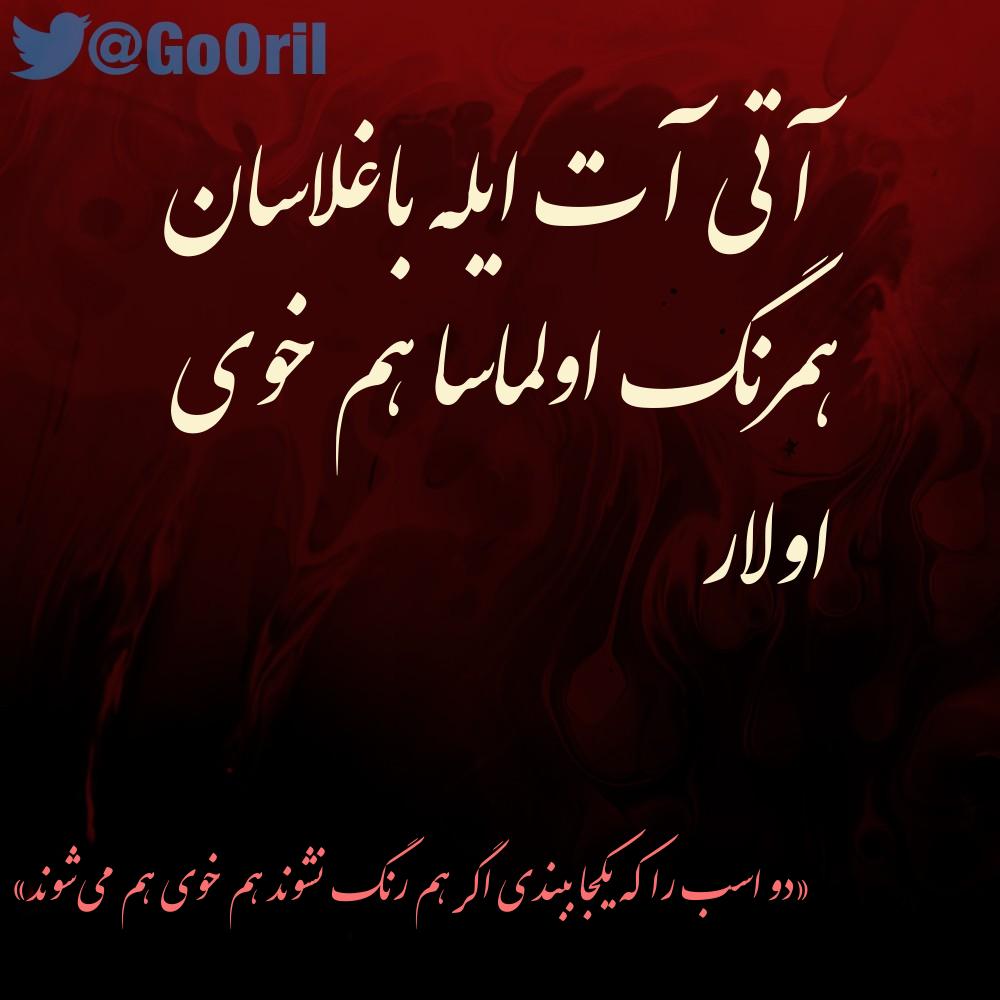 @GoOril
آتی آت ایله باغلاسان
همرنگ اولماسا هم خوی
اولار
«دو اسب را که یکجا ببندی اگر هم رنگ نشوند هم خوی هم می‌شوند»